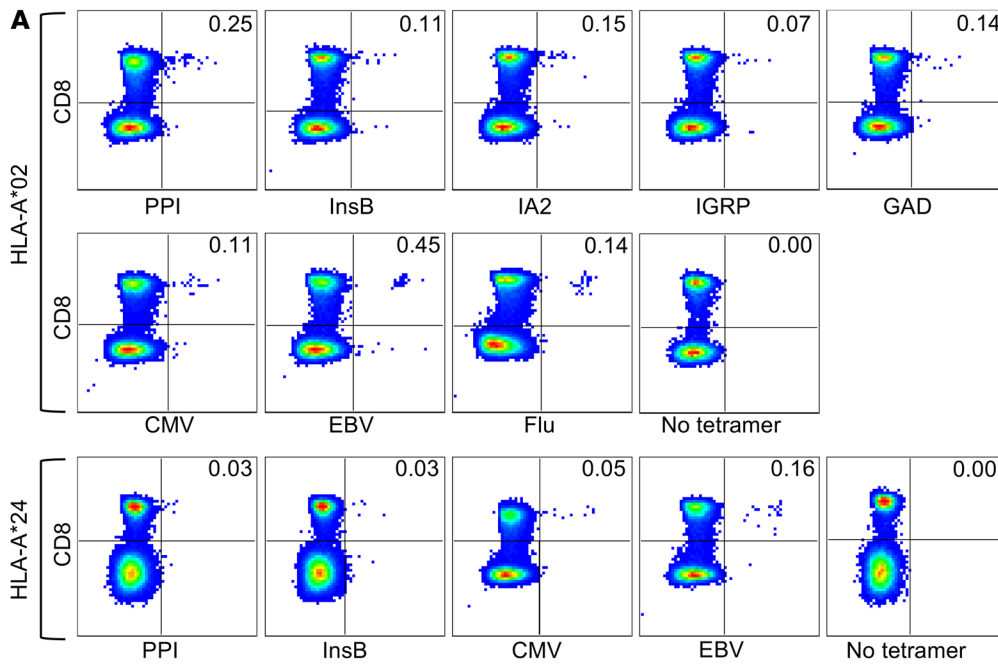 A
HLA-A*02
CD8
0.25
0.11
0.15
0.07
0.14
PPI
InsB
IA2
IGRP
GAD
CD8
0.11
0.45
0.14
0.00
CMV
EBV
Flu
No tetramer
HLA-A*24
CD8
0.03
0.03
0.05
0.16
0.00
PPI
InsB
CMV
EBV
No tetramer